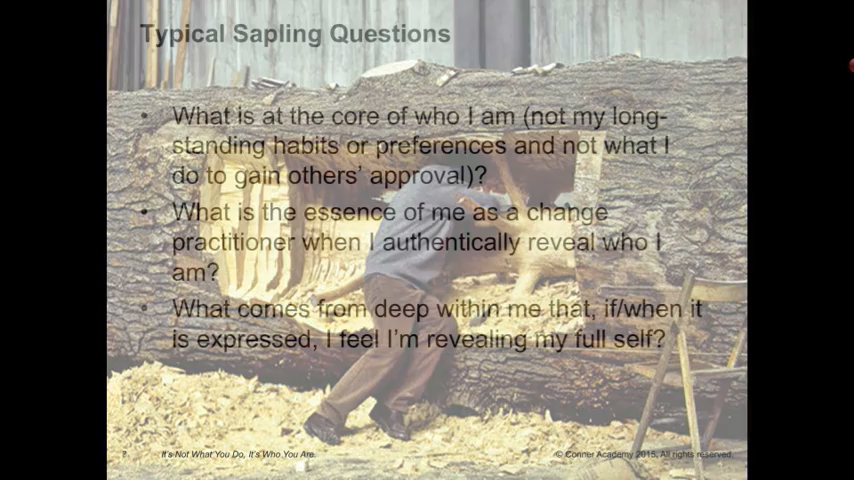 Typical Sapling Questions
• What is at the core of who I am (not my long-
standing habits or preferences and not what I
do to gain others’ approval)?
• What is the essence of me as a change
practitioner when I authentically reveal who I
am?
• What comes from deep within me that, if/when it
is expressed, I feel I’m revealing my full self?
It’s Not What You Do, It’s Who You Are.
© Conner Academy 2015, All rights reserved.